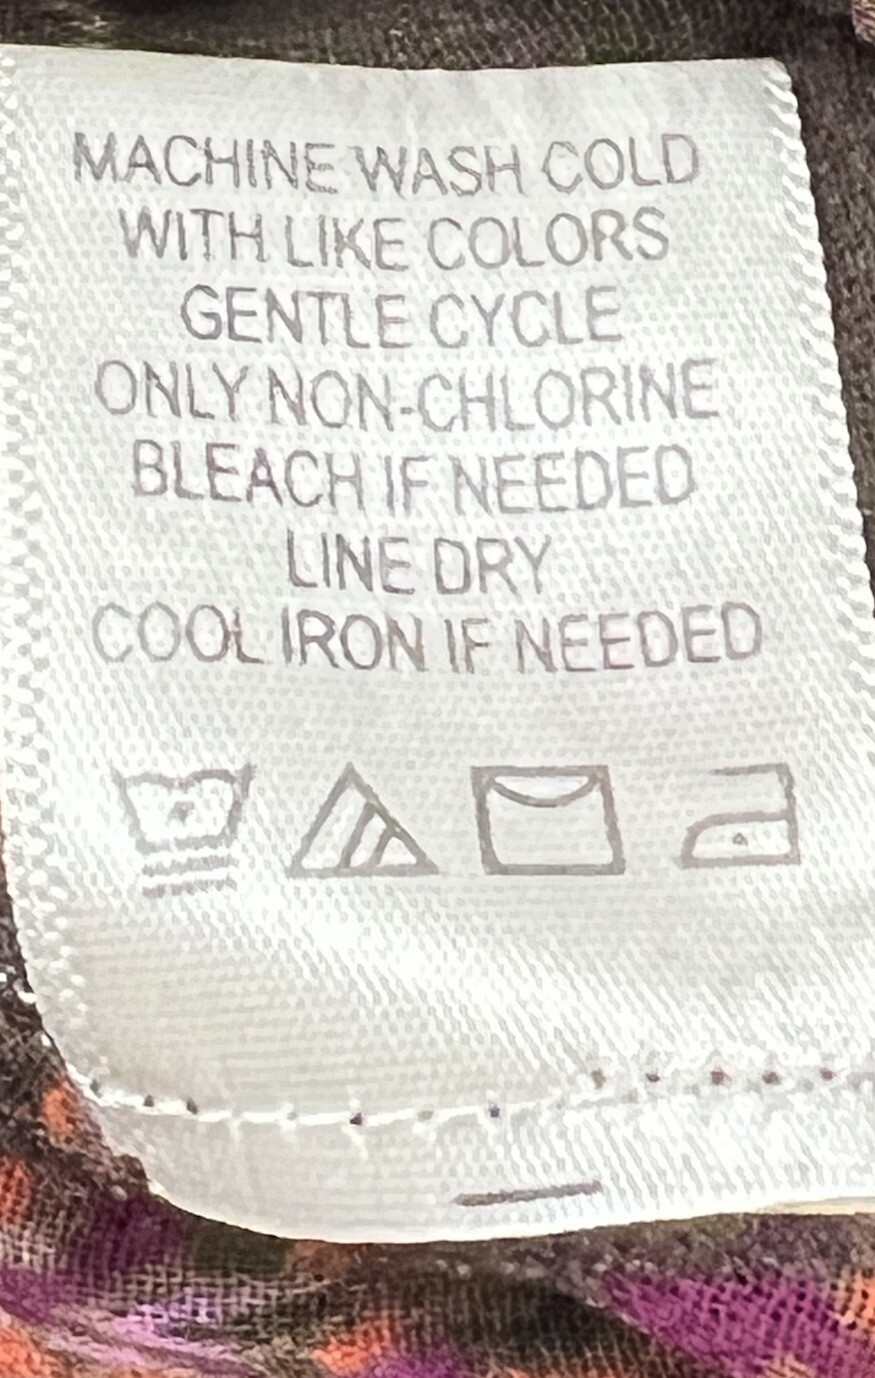 MACHINE WASH COLD
WITH LIKE COLORS
GENTLE CYCLE
ONLY NON-CHLORINE
BLEACH IF NEEDED
LINE DRY
COOL IRON IF NEEDED